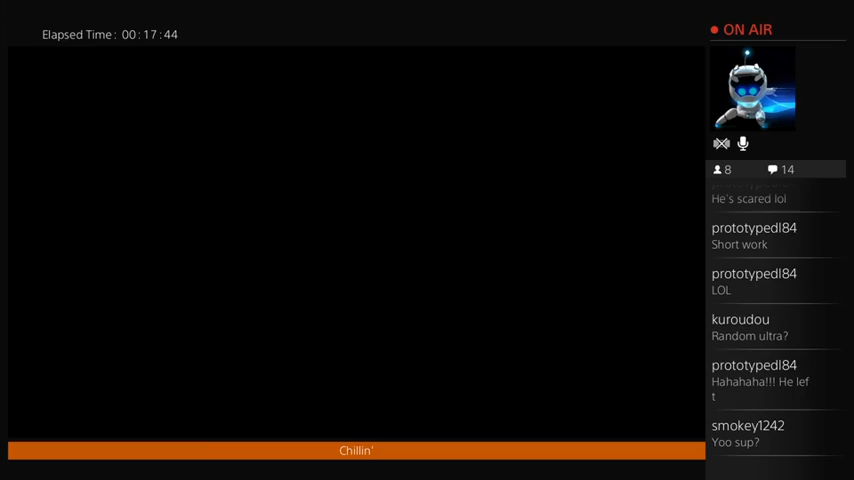 Elapsed Time: 00:17:44
ON AIR
8 14
He's scared lol
prototypedl84
Short work
prototypedl84
LOL
kuroudou
Random ultra?
prototypedl84
Hahahaha!!! He lef
t
smokey1242
Yoo sup?
Chillin'